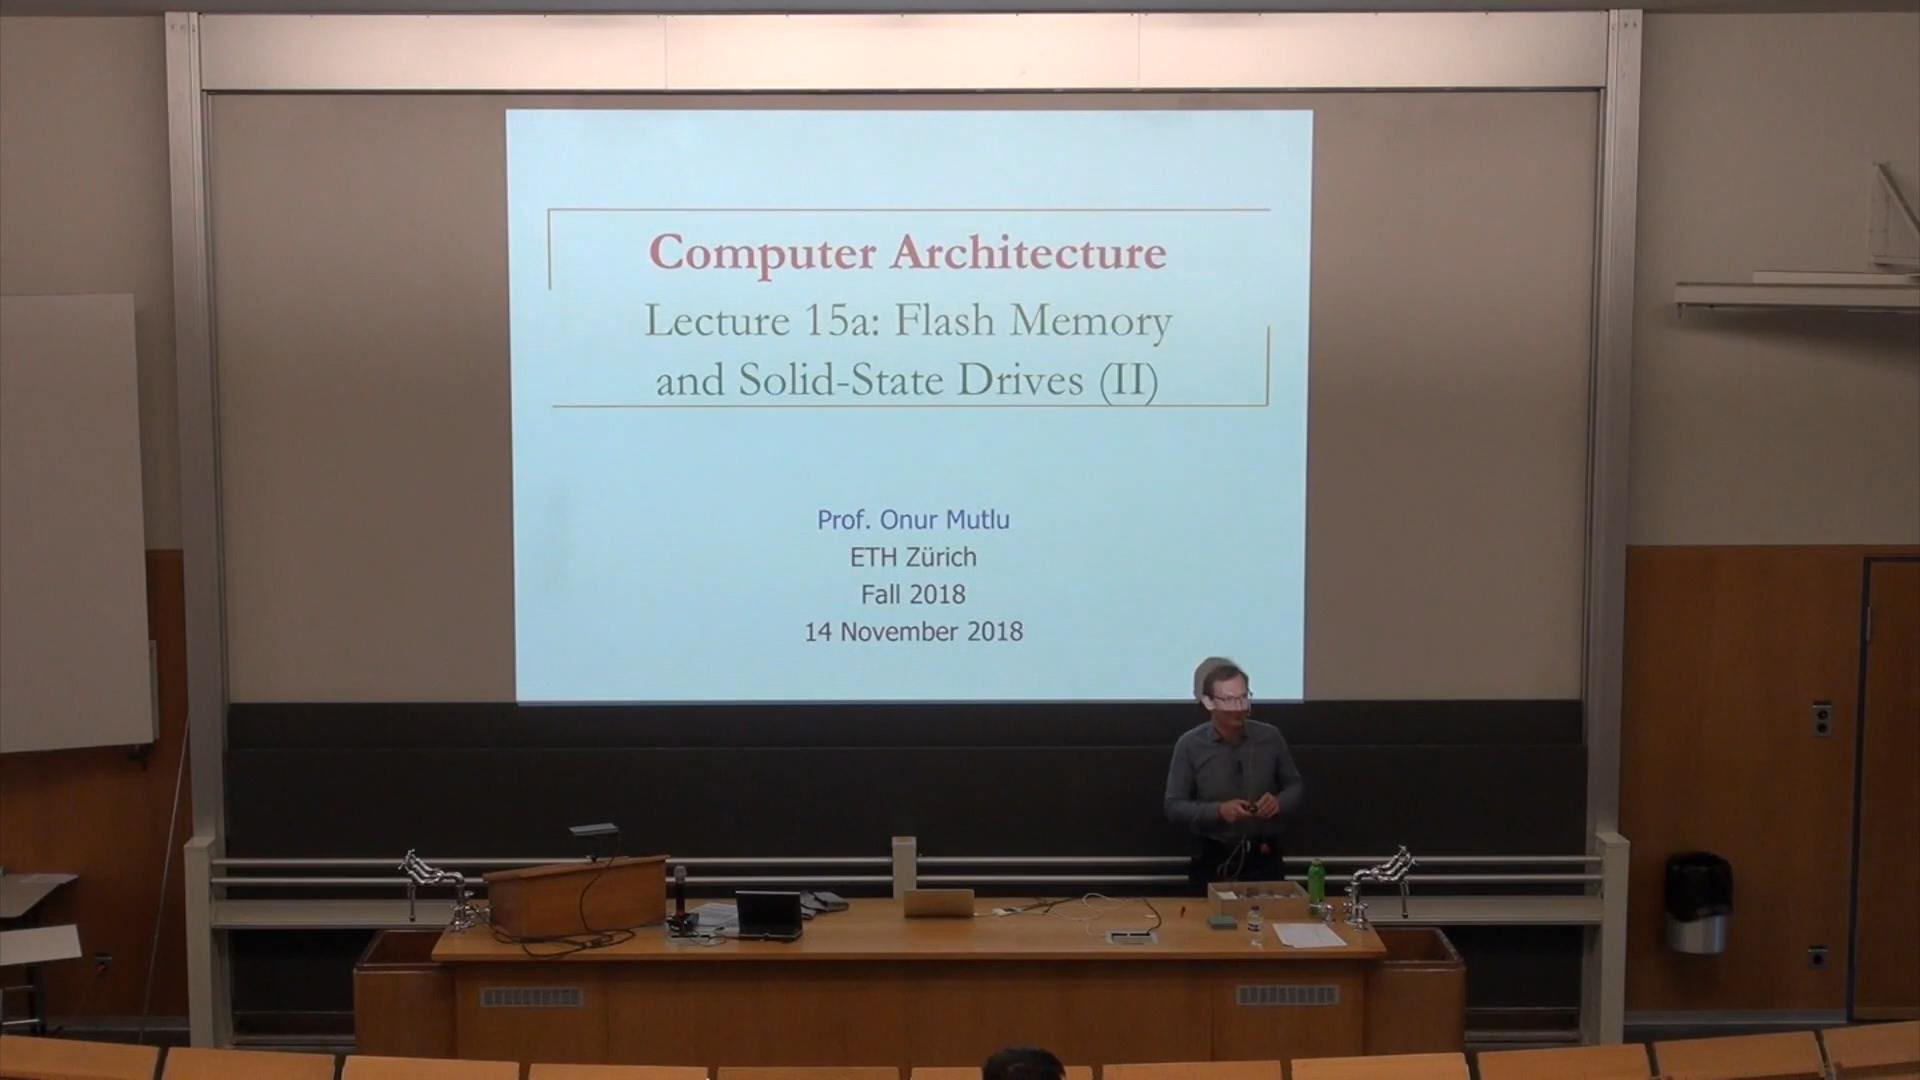 Computer Architecture
Lecture 15a: Flash Memory
and Solid-State Drives (II)
Prof. Onur Mutlu
ETH Zürich
Fall 2018
14 November 2018